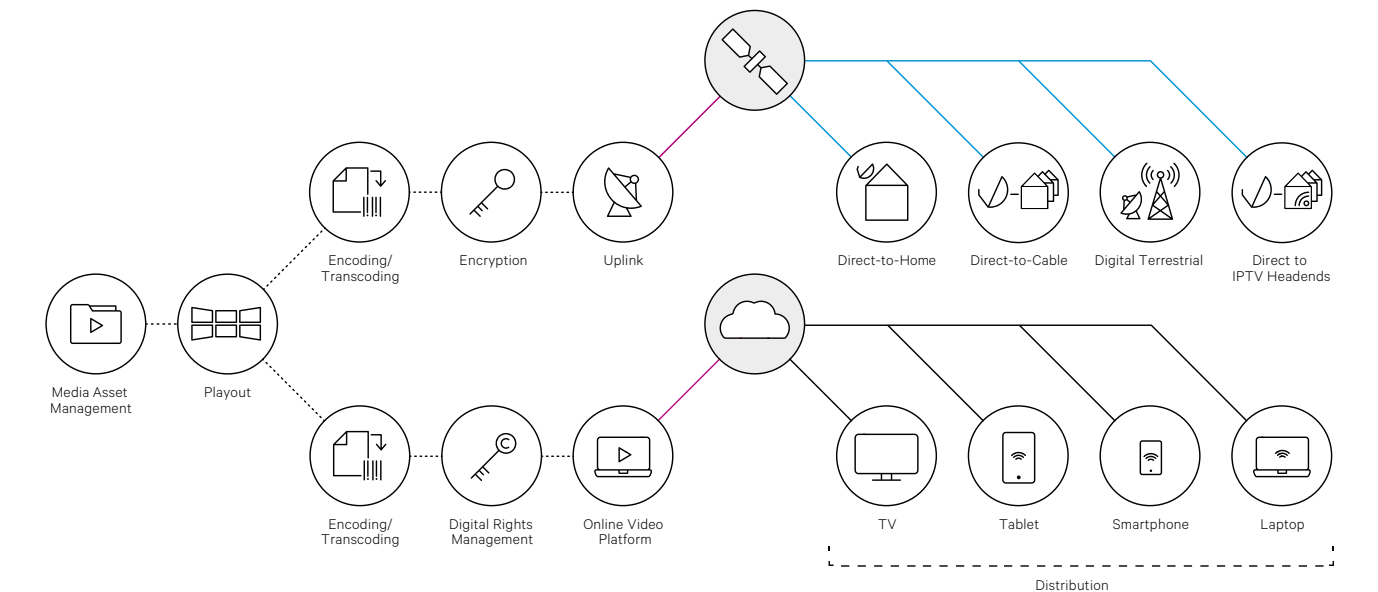 Encoding/
Transcoding
Encryption
Uplink
Direct-to-Home
Direct-to-Cable
Digital Terrestrial
Direct to
IPTV Headends
Media Asset
Management
Playout
Encoding/
Transcoding
C
Digital Rights
Management
Online Video
Platform
TV
Tablet
Smartphone
Laptop
Distribution